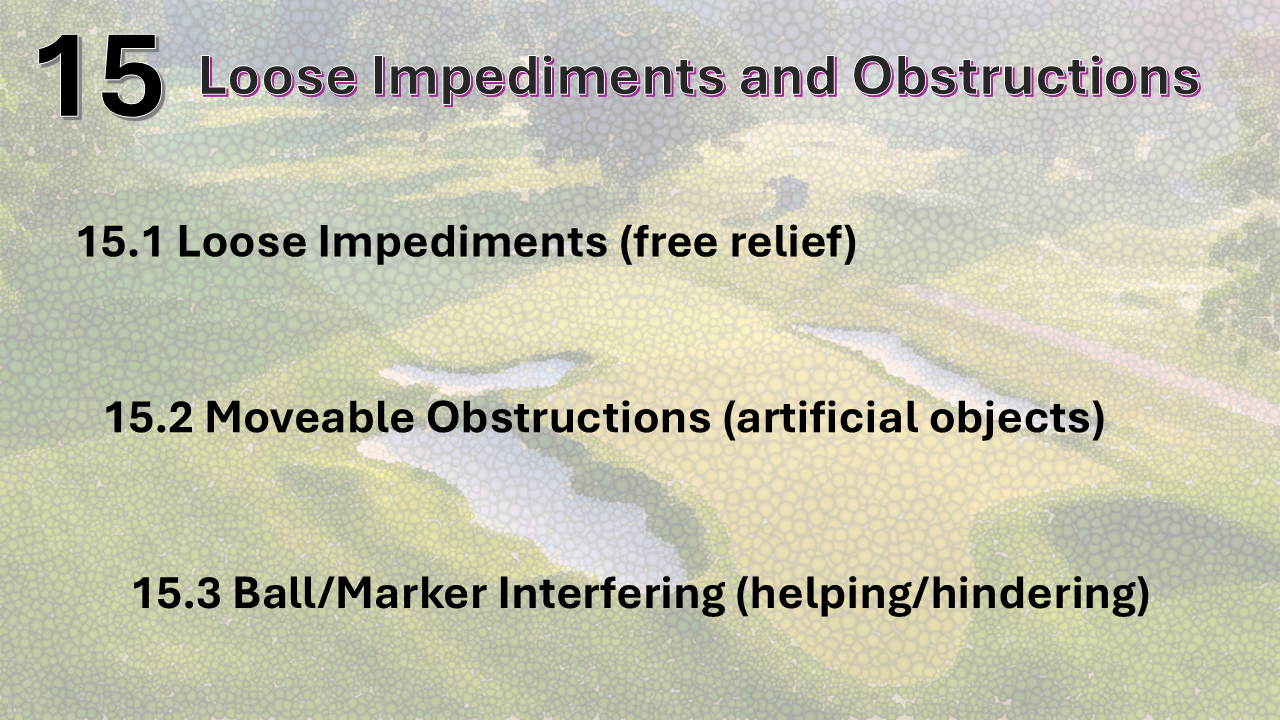 15 Loose Impediments and Obstructions
15.1 Loose Impediments (free relief)
15.2 Moveable Obstructions (artificial objects)
15.3 Ball/Marker Interfering (helping/hindering)